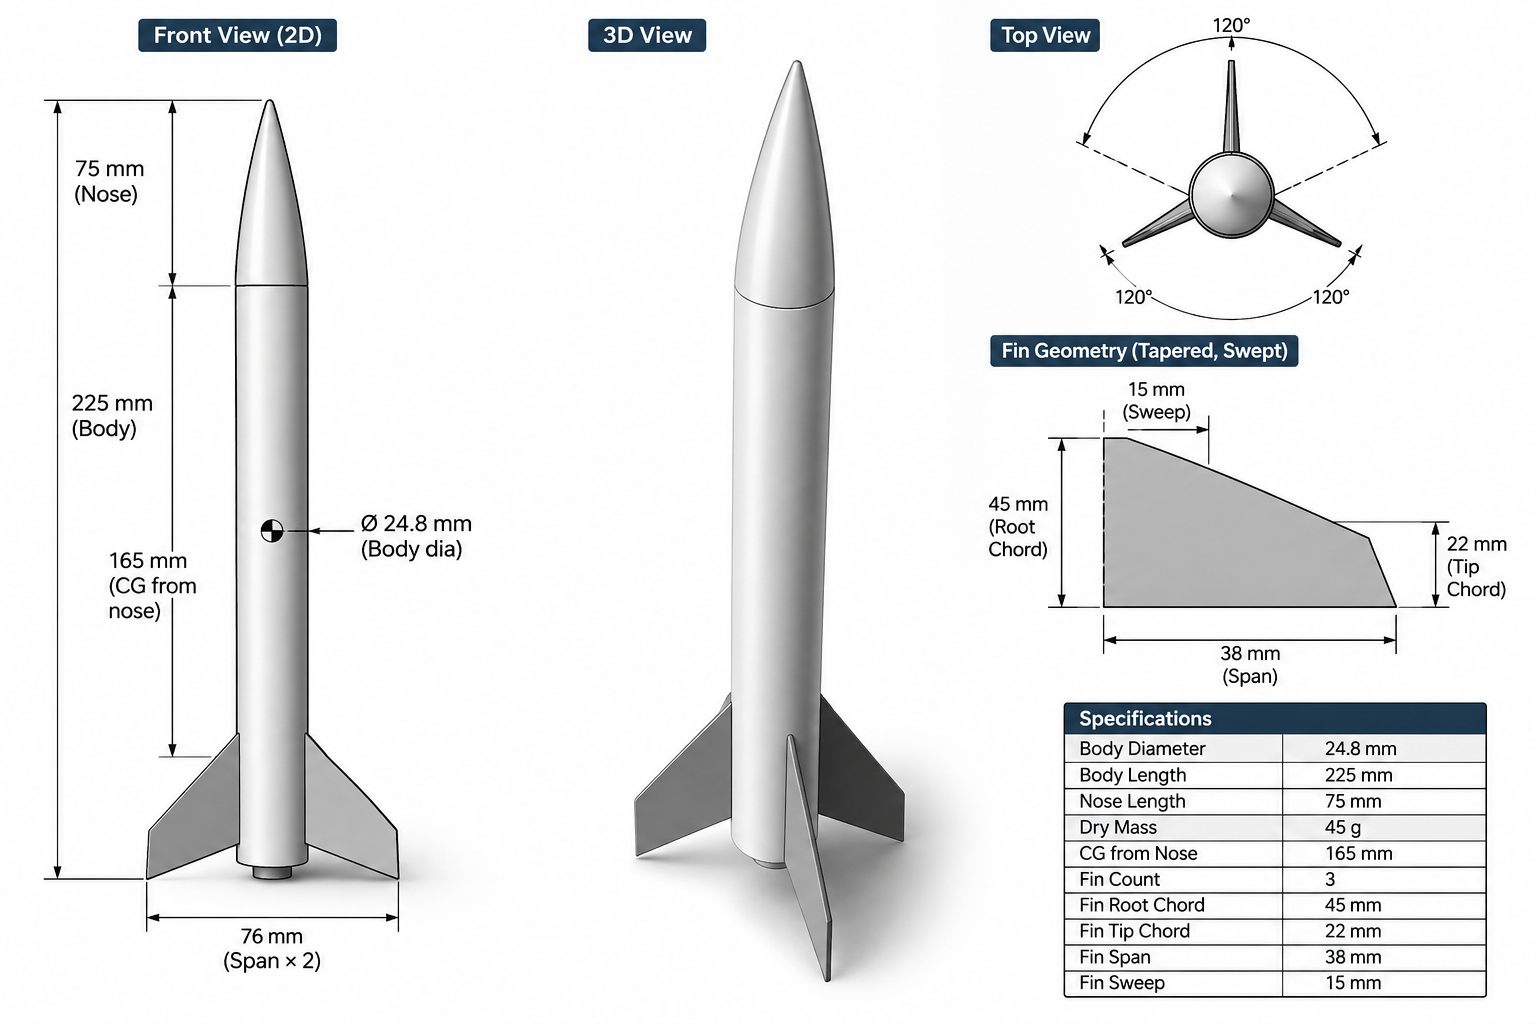 Front View (2D)
75 mm
(Nose)
225 mm
(Body)
165 mm
(CG from
nose)
Ø 24.8 mm
(Body dia)
76 mm
(Span × 2)
3D View
Top View
120°
120°
120°
Fin Geometry (Tapered, Swept)
15 mm
(Sweep)
45 mm
(Root
Chord)
22 mm
(Tip
Chord)
38 mm
(Span)
Specifications
Body Diameter 24.8 mm
Body Length 225 mm
Nose Length 75 mm
Dry Mass 45 g
CG from Nose 165 mm
Fin Count 3
Fin Root Chord 45 mm
Fin Tip Chord 22 mm
Fin Span 38 mm
Fin Sweep 15 mm